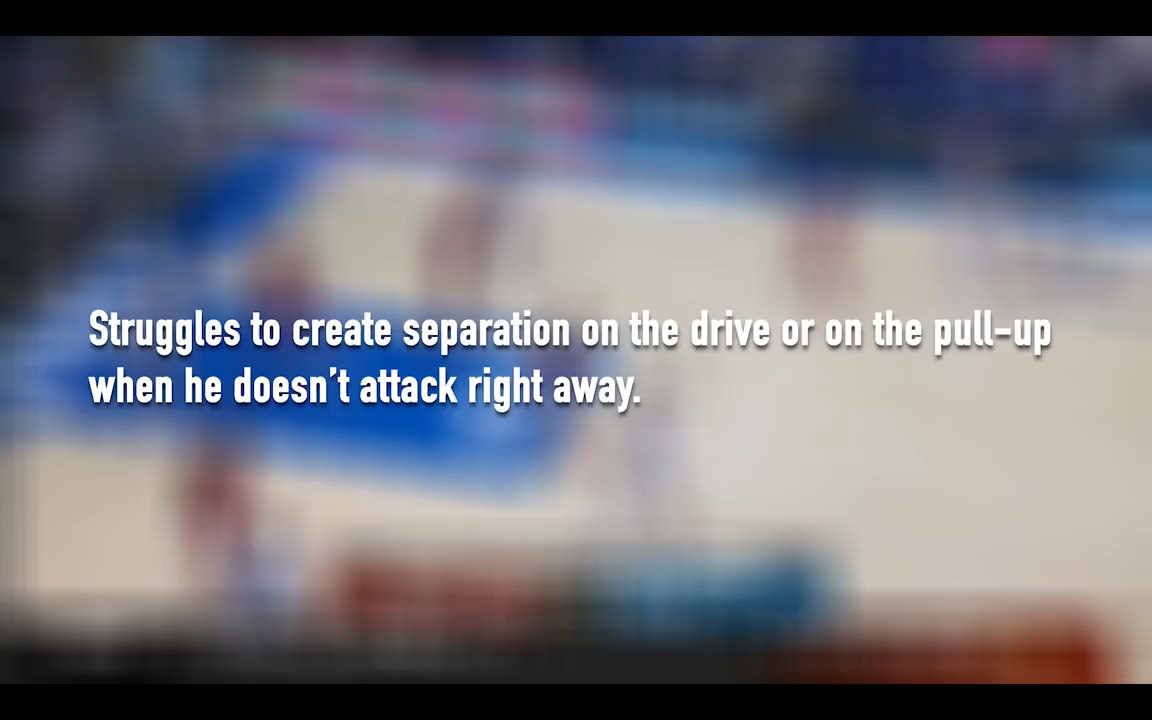 Struggles to create separation on the drive or on the pull-up
when he doesn't attack right away.